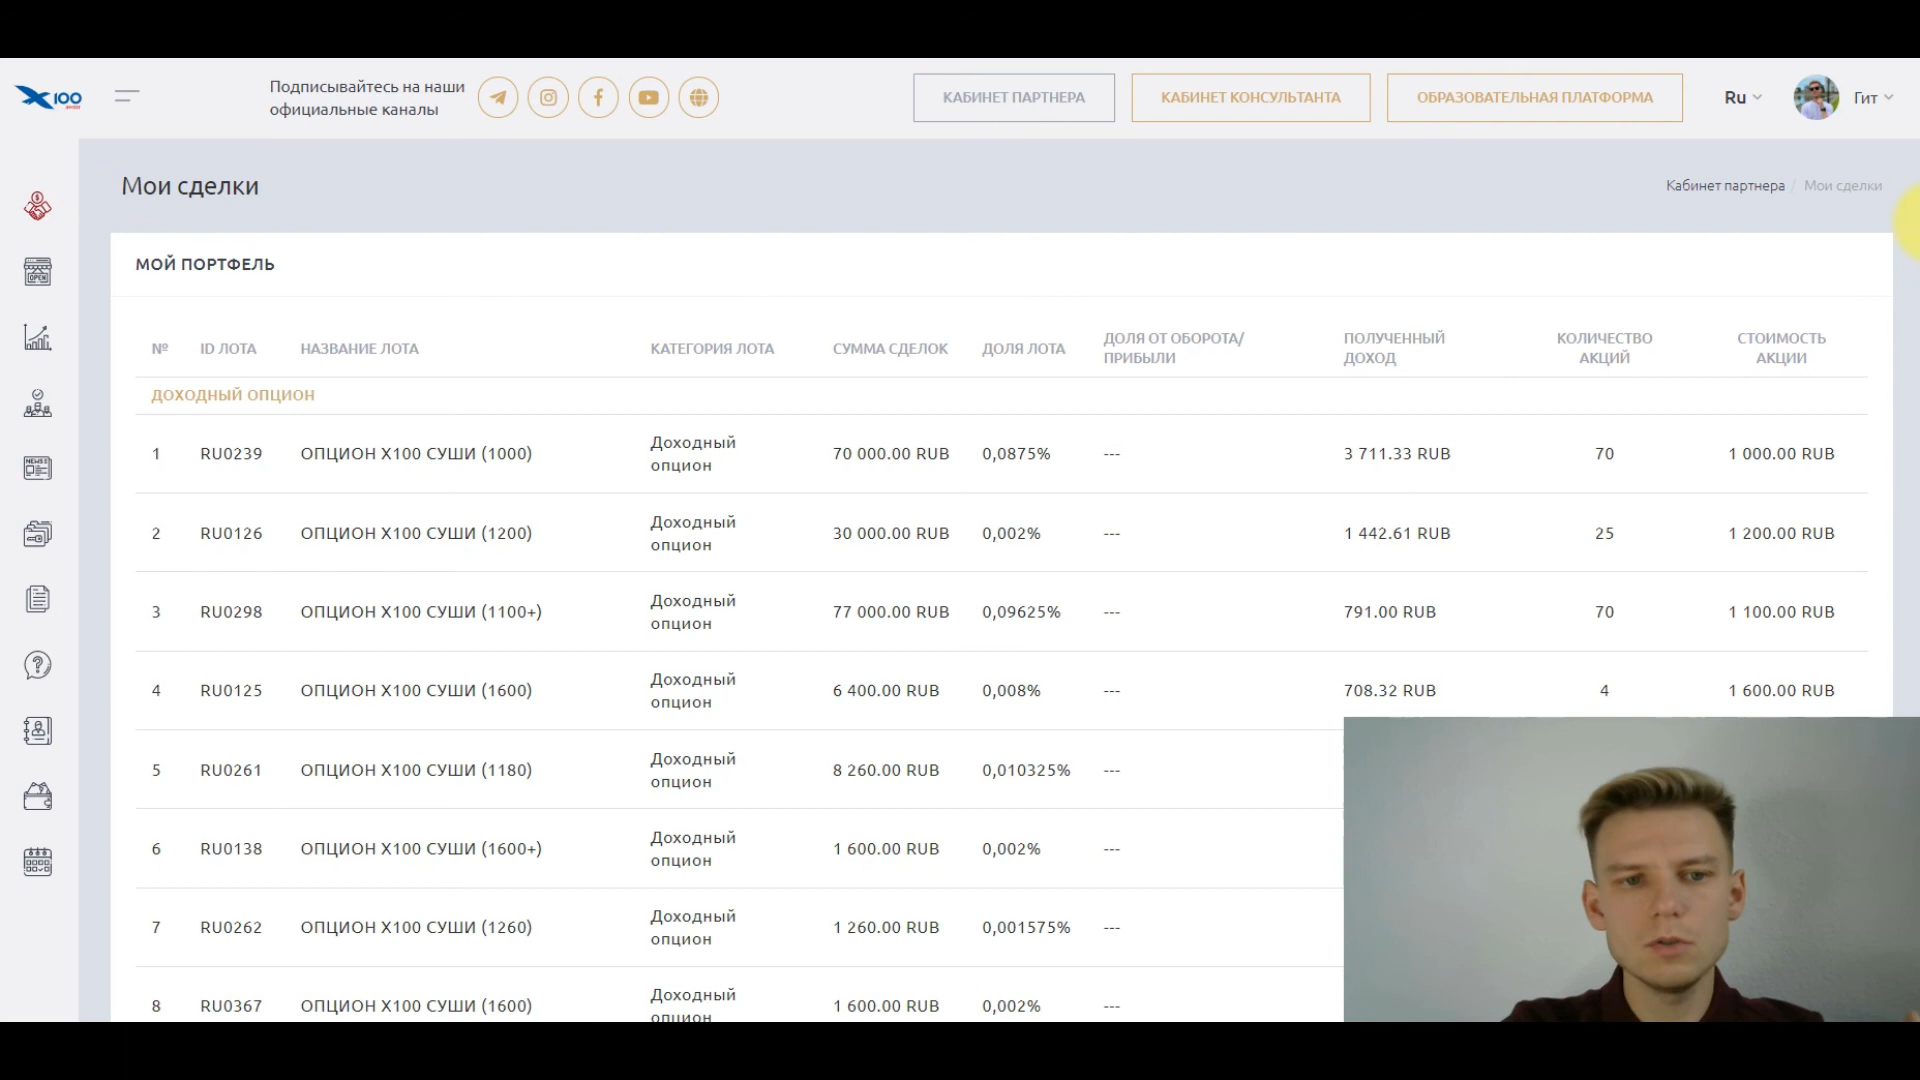 X100
Подписывайтесь на наши
официальные каналы
КАБИНЕТ ПАРТНЕРА
КАБИНЕТ КОНСУЛЬТАНТА
ОБРАЗОВАТЕЛЬНАЯ ПЛАТФОРМА
Ru
Гит
Мои сделки
Кабинет партнера / Мои сделки
МОЙ ПОРТФЕЛЬ
№ ID ЛОТА НАЗВАНИЕ ЛОТА КАТЕГОРИЯ ЛОТА СУММА СДЕЛОК ДОЛЯ ЛОТА ДОЛЯ ОТ ОБОРОТА/ ПРИБЫЛИ ПОЛУЧЕННЫЙ ДОХОД КОЛИЧЕСТВО АКЦИЙ СТОИМОСТЬ АКЦИИ
ДОХОДНЫЙ ОПЦИОН
1 RU0239 ОПЦИОН X100 СУШИ (1000) Доходный опцион 70 000.00 RUB 0,0875% --- 3 711.33 RUB 70 1 000.00 RUB
2 RU0126 ОПЦИОН X100 СУШИ (1200) Доходный опцион 30 000.00 RUB 0,002% --- 1 442.61 RUB 25 1 200.00 RUB
3 RU0298 ОПЦИОН X100 СУШИ (1100+) Доходный опцион 77 000.00 RUB 0,09625% --- 791.00 RUB 70 1 100.00 RUB
4 RU0125 ОПЦИОН X100 СУШИ (1600) Доходный опцион 6 400.00 RUB 0,008% --- 708.32 RUB 4 1 600.00 RUB
5 RU0261 ОПЦИОН X100 СУШИ (1180) Доходный опцион 8 260.00 RUB 0,010325% ---
6 RU0138 ОПЦИОН X100 СУШИ (1600+) Доходный опцион 1 600.00 RUB 0,002% ---
7 RU0262 ОПЦИОН X100 СУШИ (1260) Доходный опцион 1 260.00 RUB 0,001575% ---
8 RU0367 ОПЦИОН X100 СУШИ (1600) Доходный опцион 1 600.00 RUB 0,002% ---